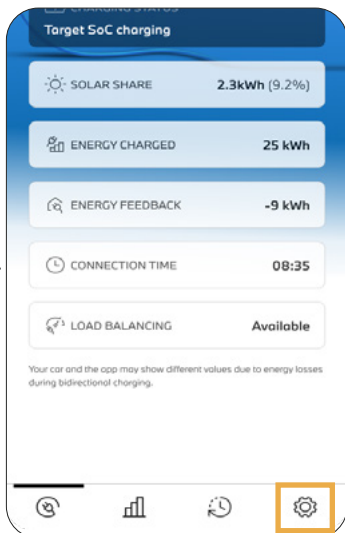 CHARGING STATUS
Target SoC charging
SOLAR SHARE 2.3kWh (9.2%)
ENERGY CHARGED 25 kWh
ENERGY FEEDBACK -9 kWh
CONNECTION TIME 08:35
LOAD BALANCING Available
Your car and the app may show different values due to energy losses
during bidirectional charging.